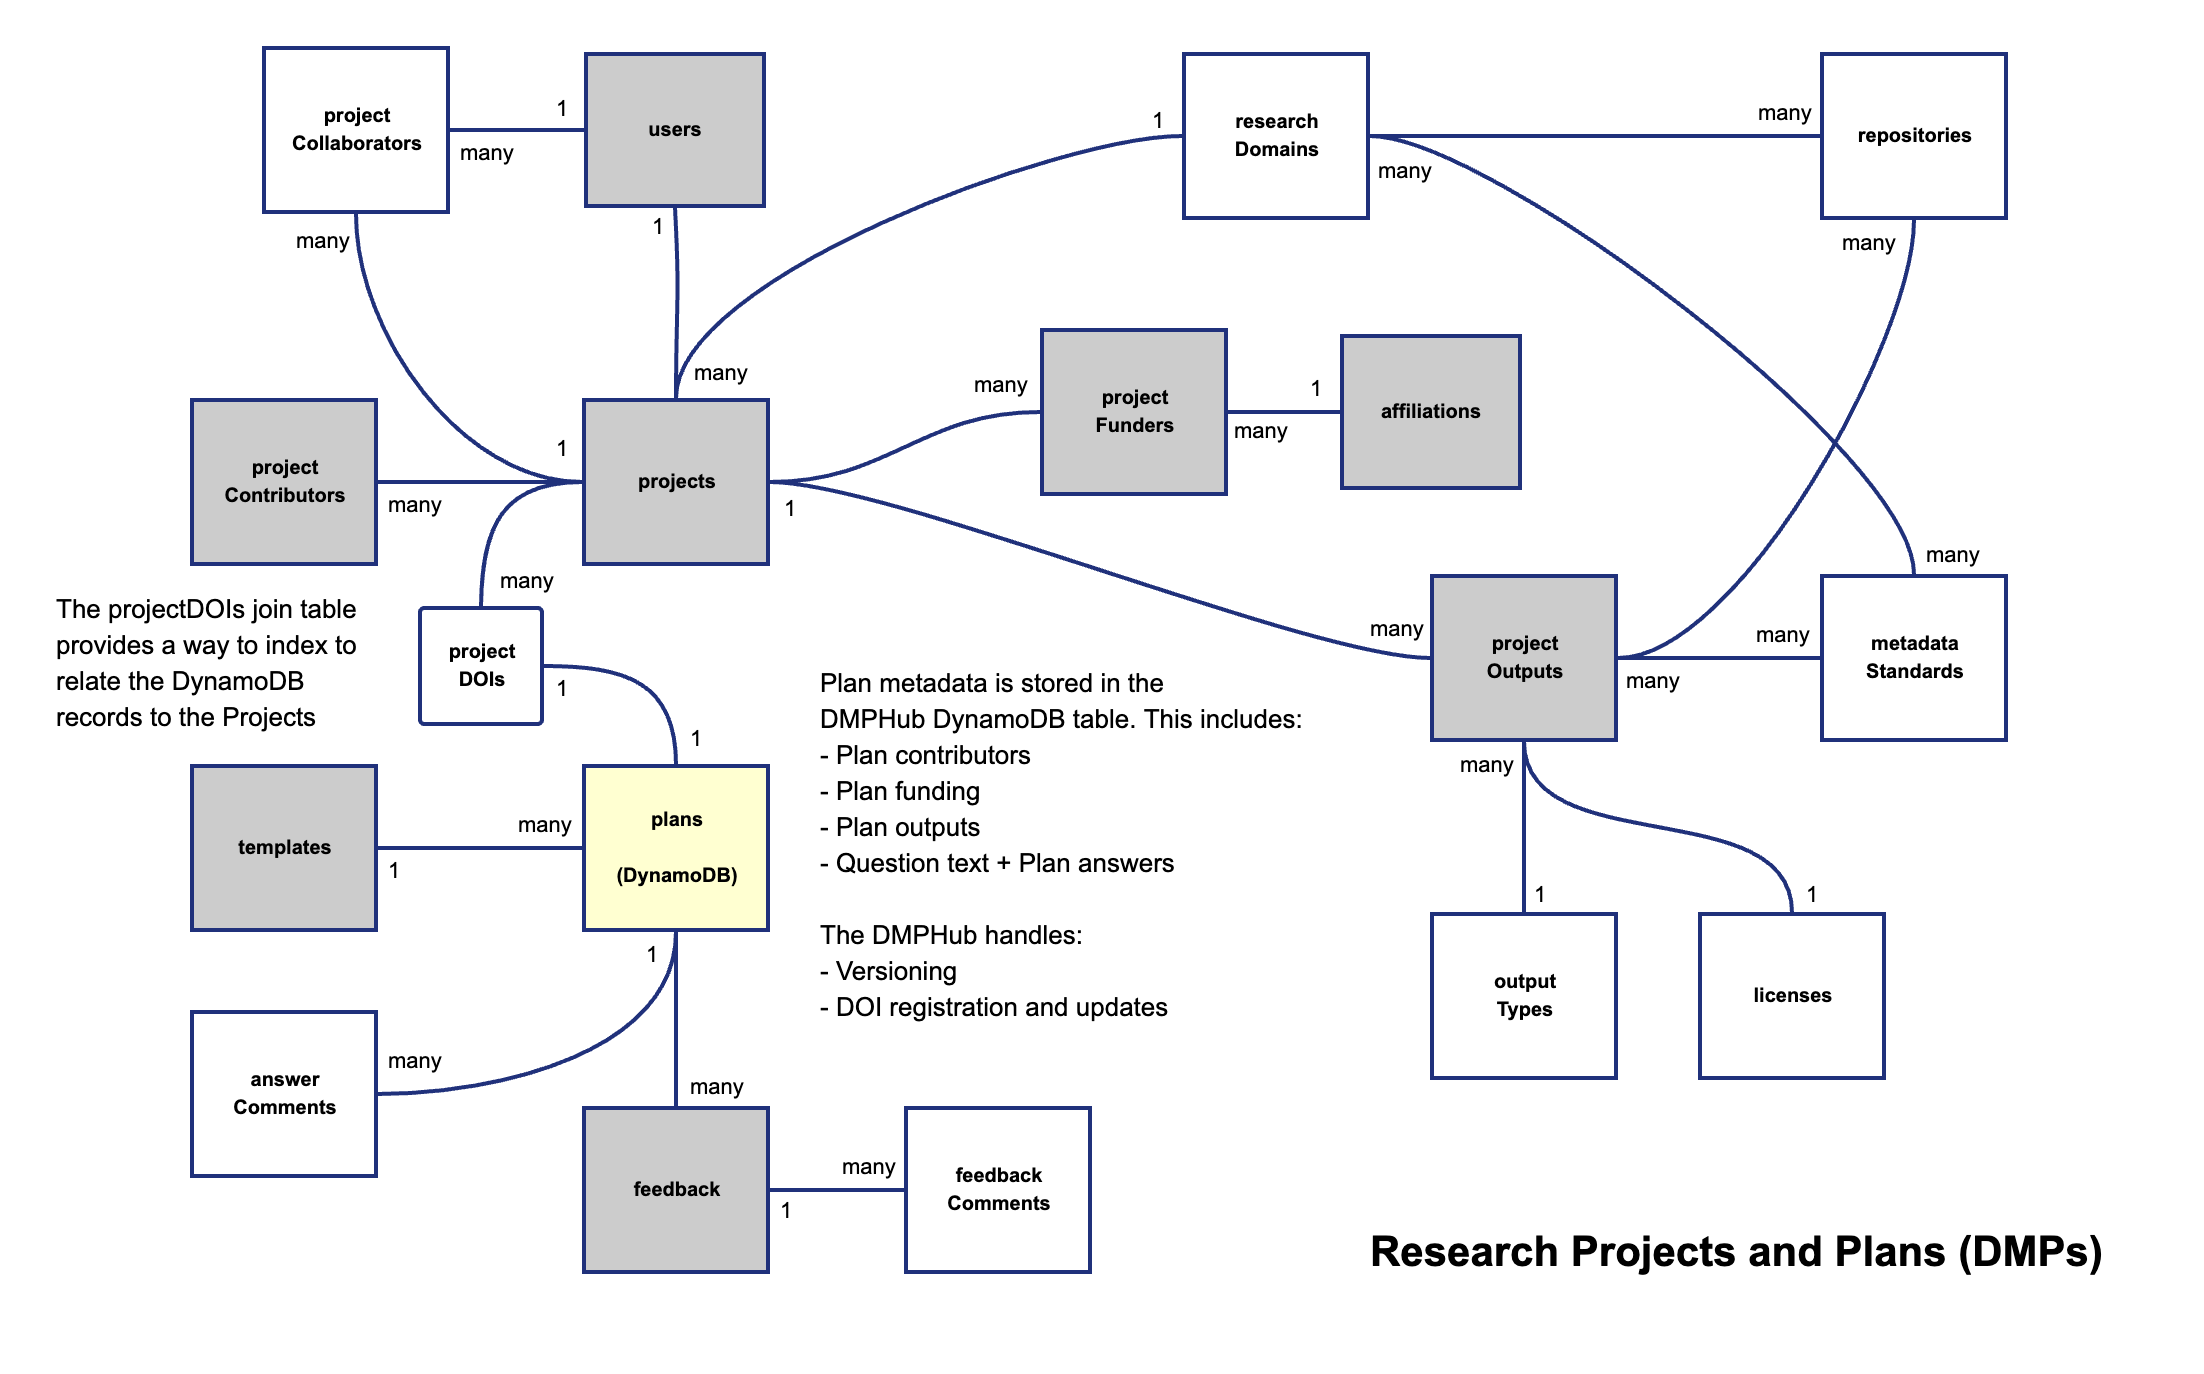 project
Collaborators
1
many
users
1
many
1
research
Domains
many
many
repositories
many
many
project
Contributors
many
1
projects
1
many
project
Funders
many
1
affiliations
many
project
DOIs
1
The projectDOIs join table
provides a way to index to
relate the DynamoDB
records to the Projects
1
many
project
Outputs
many
many
many
metadata
Standards
many
1
output
Types
1
licenses
templates
1
many
plans
(DynamoDB)
1
Plan metadata is stored in the
DMPHub DynamoDB table. This includes:
- Plan contributors
- Plan funding
- Plan outputs
- Question text + Plan answers
The DMPHub handles:
- Versioning
- DOI registration and updates
answer
Comments
many
many
feedback
1
many
feedback
Comments
Research Projects and Plans (DMPs)